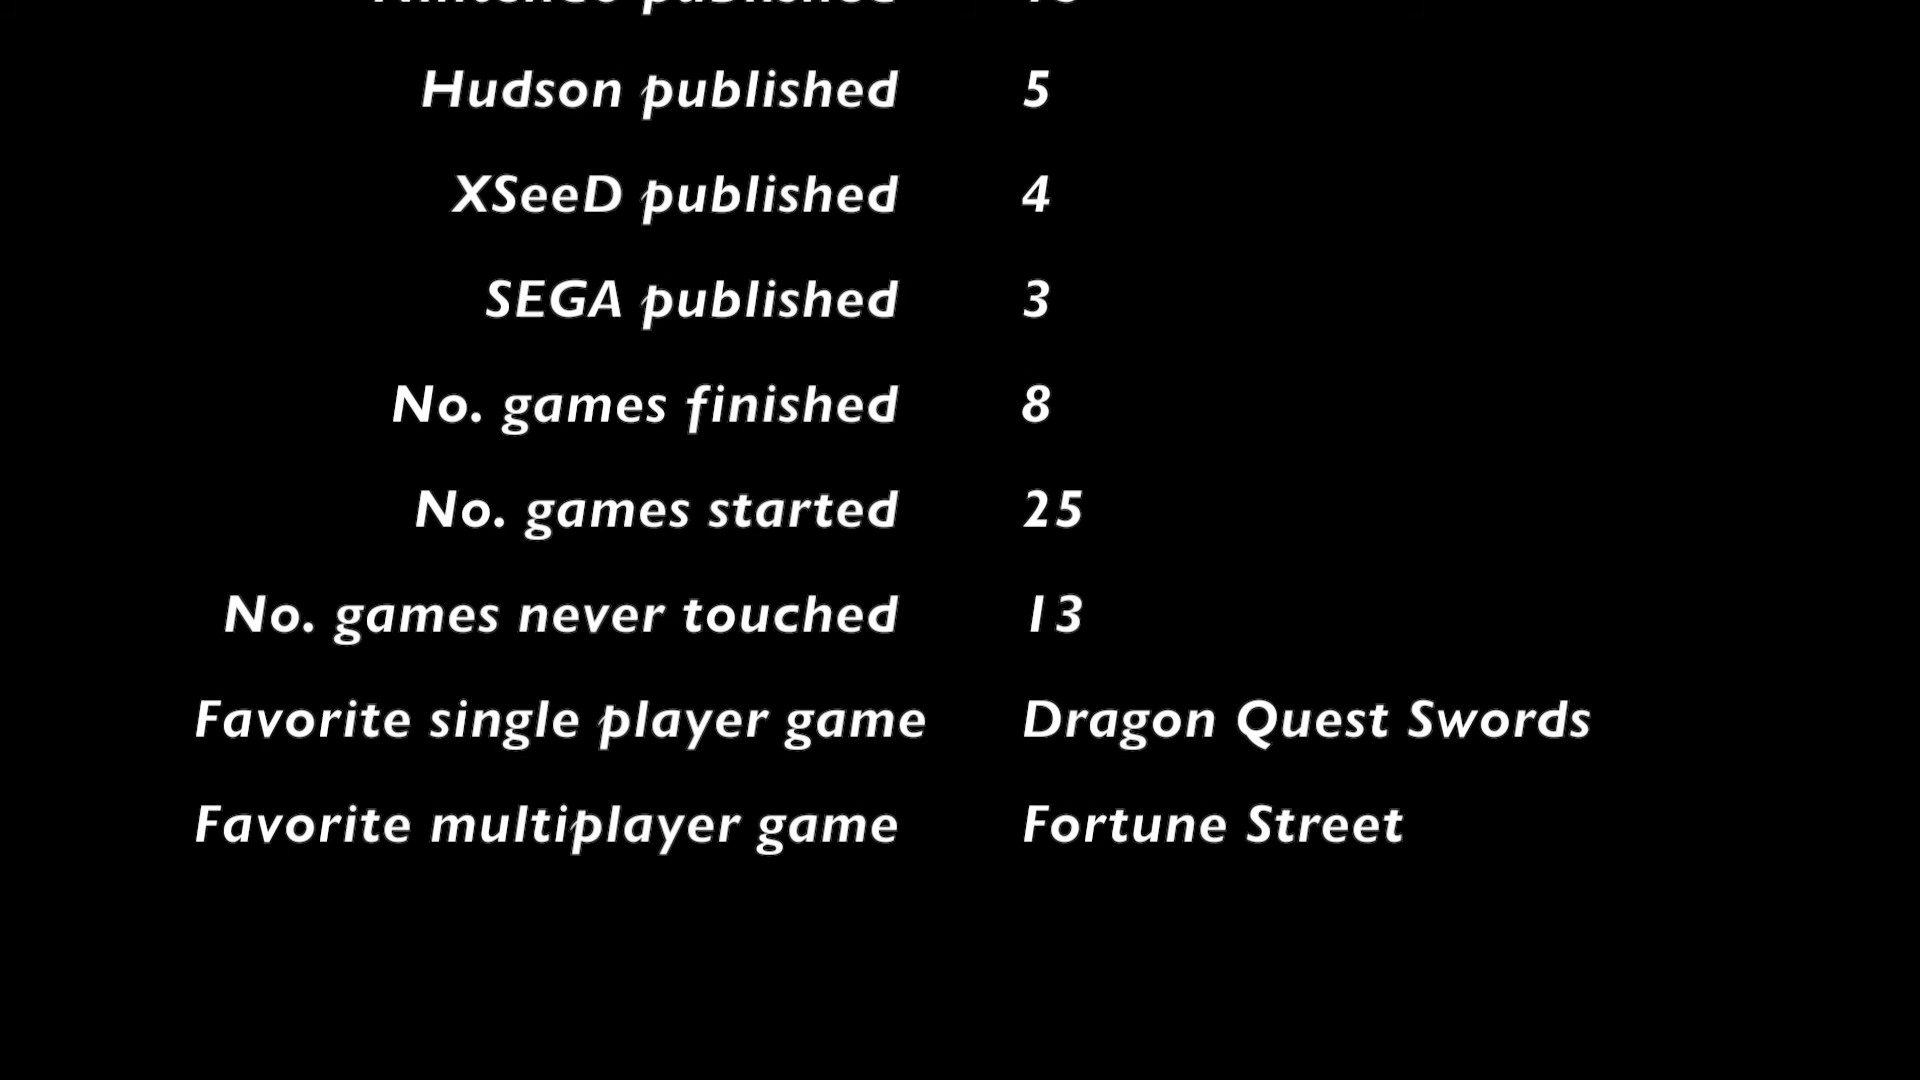 published
Hudson published 5
XSeeD published 4
SEGA published 3
No. games finished 8
No. games started 25
No. games never touched 13
Favorite single player game Dragon Quest Swords
Favorite multiplayer game Fortune Street